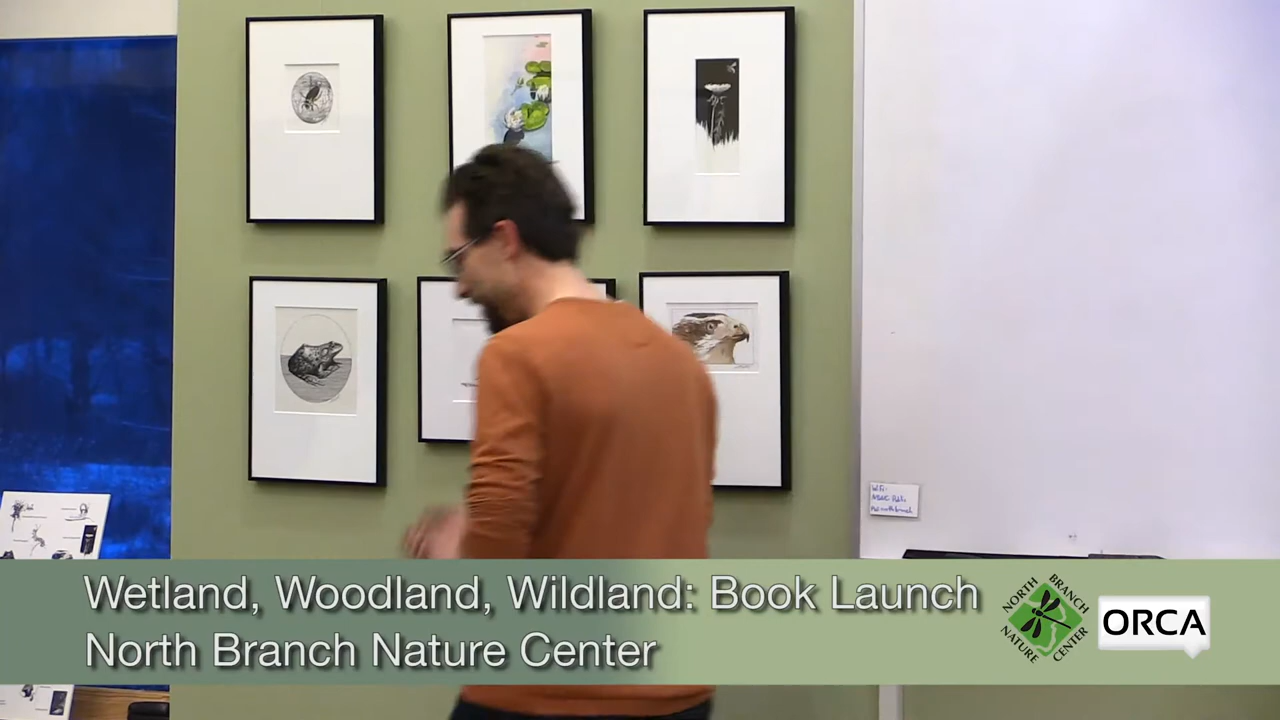 Wetland, Woodland, Wildland: Book Launch
North Branch Nature Center
NORTH BRANCH NATURE CENTER
ORCA